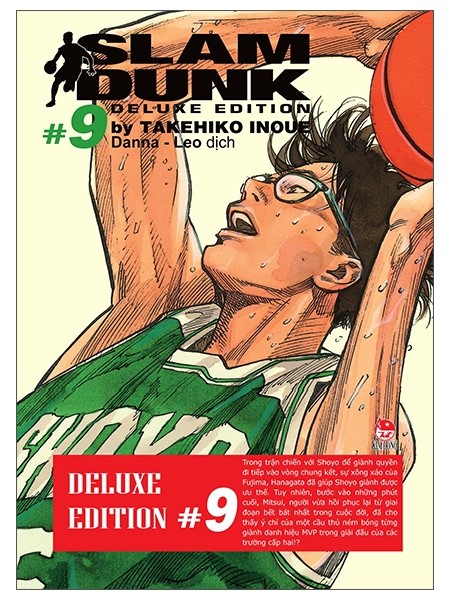 SLAM
DUNK
DELUXE EDITION
#9
by TAKEHIKO INOUE
Danna - Leo dịch
SHOYO
KIM ĐỒNG
DELUXE
EDITION #9
Trong trận chiến với Shoyo để giành quyền
đi tiếp vào vòng chung kết, sự xông xáo của
Fujima, Hanagata đã giúp Shoyo giành được
ưu thế. Tuy nhiên, bước vào những phút
cuối, Mitsui, người vừa hồi phục lại từ giai
đoạn bết bát nhất trong cuộc đời, đã cho
thấy ý chí của một cầu thủ ném bóng từng
giành danh hiệu MVP trong giải đấu của các
trường cấp hai!?